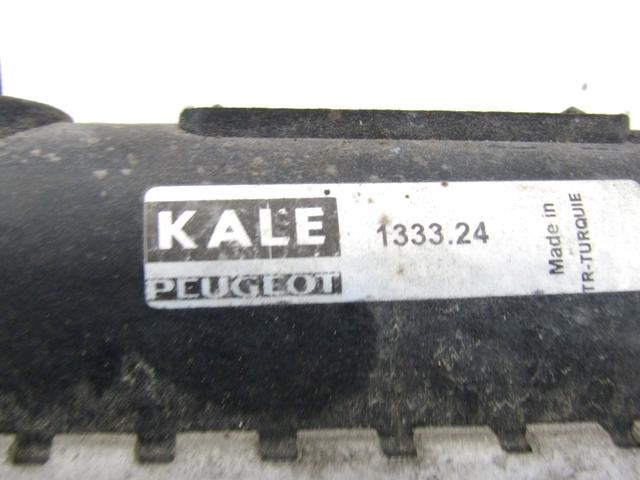 KALE
PEUGEOT
1333.24
Made in
TR-TURQUIE